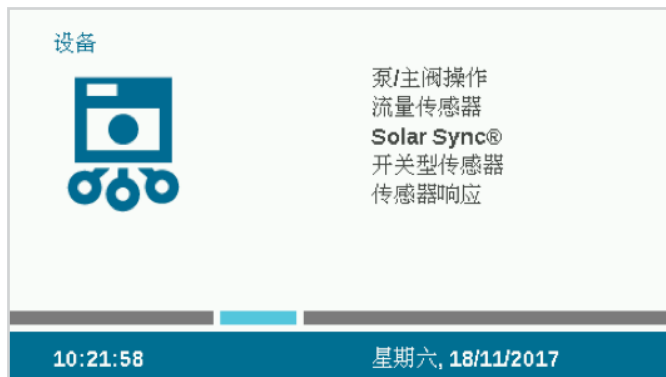 设备
泵/主阀操作
流量传感器
Solar Sync®
开关型传感器
传感器响应
10:21:58
星期六, 18/11/2017